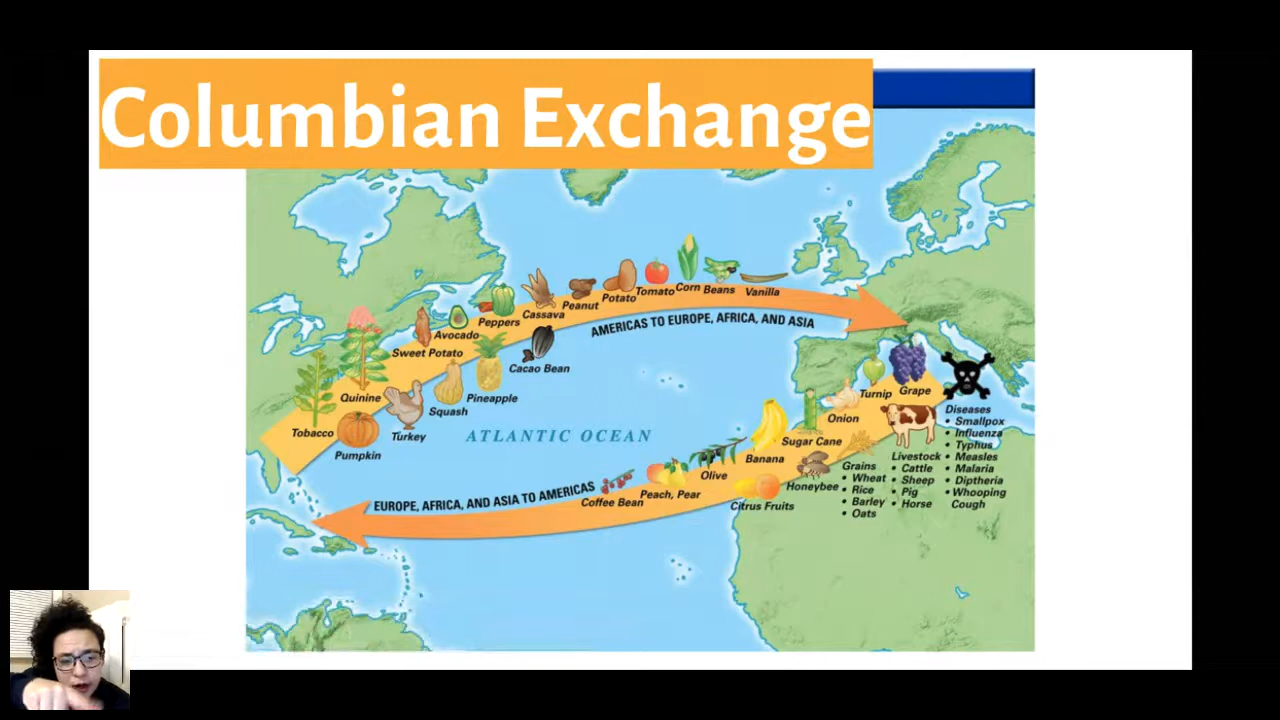 Columbian Exchange
Corn
Beans
Vanilla
Tomato
Potato
Peanut
Cassava
Peppers
Avocado
Sweet Potato
Cacao Bean
Quinine
Pineapple
Squash
Tobacco
Turkey
Pumpkin
AMERICAS TO EUROPE, AFRICA, AND ASIA
ATLANTIC OCEAN
Turnip
Grape
Onion
Sugar Cane
Banana
Olive
Honeybee
Peach, Pear
Citrus Fruits
Coffee Bean
EUROPE, AFRICA, AND ASIA TO AMERICAS
Grains
• Wheat
• Rice
• Barley
• Oats
Livestock
• Cattle
• Sheep
• Pig
• Horse
Diseases
• Smallpox
• Influenza
• Typhus
• Measles
• Malaria
• Diptheria
• Whooping
Cough